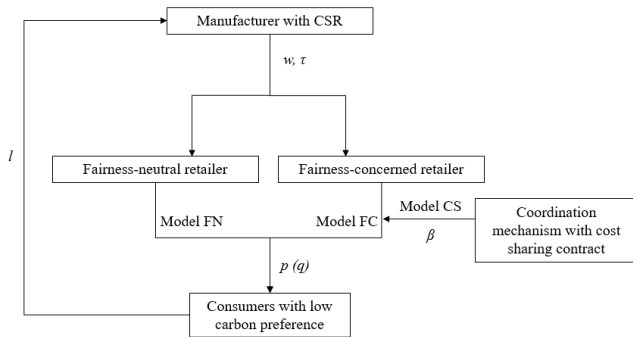 Manufacturer with CSR
w, τ
l
Fairness-neutral retailer
Fairness-concerned retailer
Model FN
Model FC
Model CS
β
Coordination
mechanism with cost
sharing contract
p (q)
Consumers with low
carbon preference